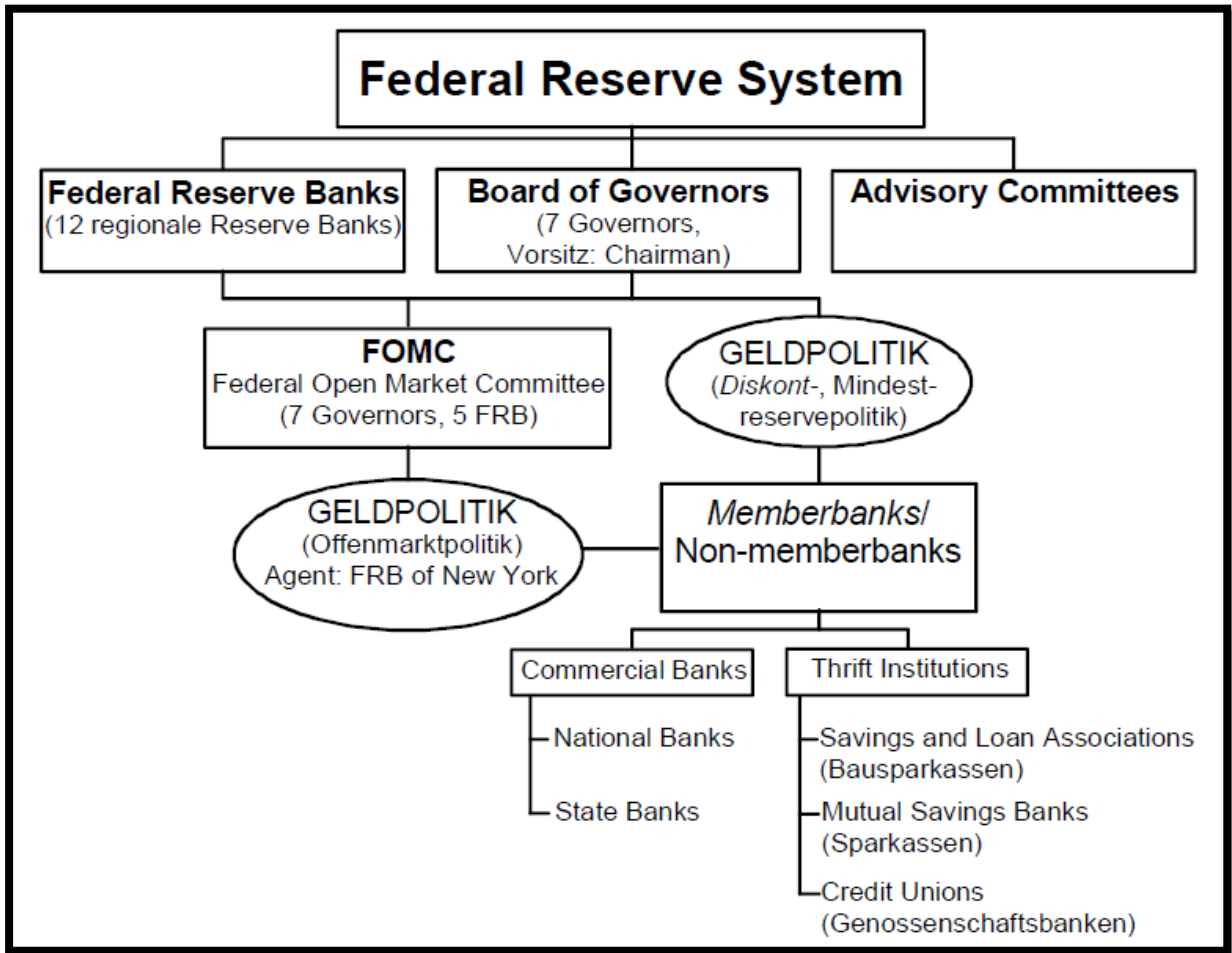 Federal Reserve System
Federal Reserve Banks
(12 regionale Reserve Banks)
Board of Governors
(7 Governors,
Vorsitz: Chairman)
Advisory Committees
FOMC
Federal Open Market Committee
(7 Governors, 5 FRB)
GELDPOLITIK
(Diskont-, Mindest-
reservepolitik)
GELDPOLITIK
(Offenmarktpolitik)
Agent: FRB of New York
Memberbanks/
Non-memberbanks
Commercial Banks
National Banks
State Banks
Thrift Institutions
Savings and Loan Associations
(Bausparkassen)
Mutual Savings Banks
(Sparkassen)
Credit Unions
(Genossenschaftsbanken)